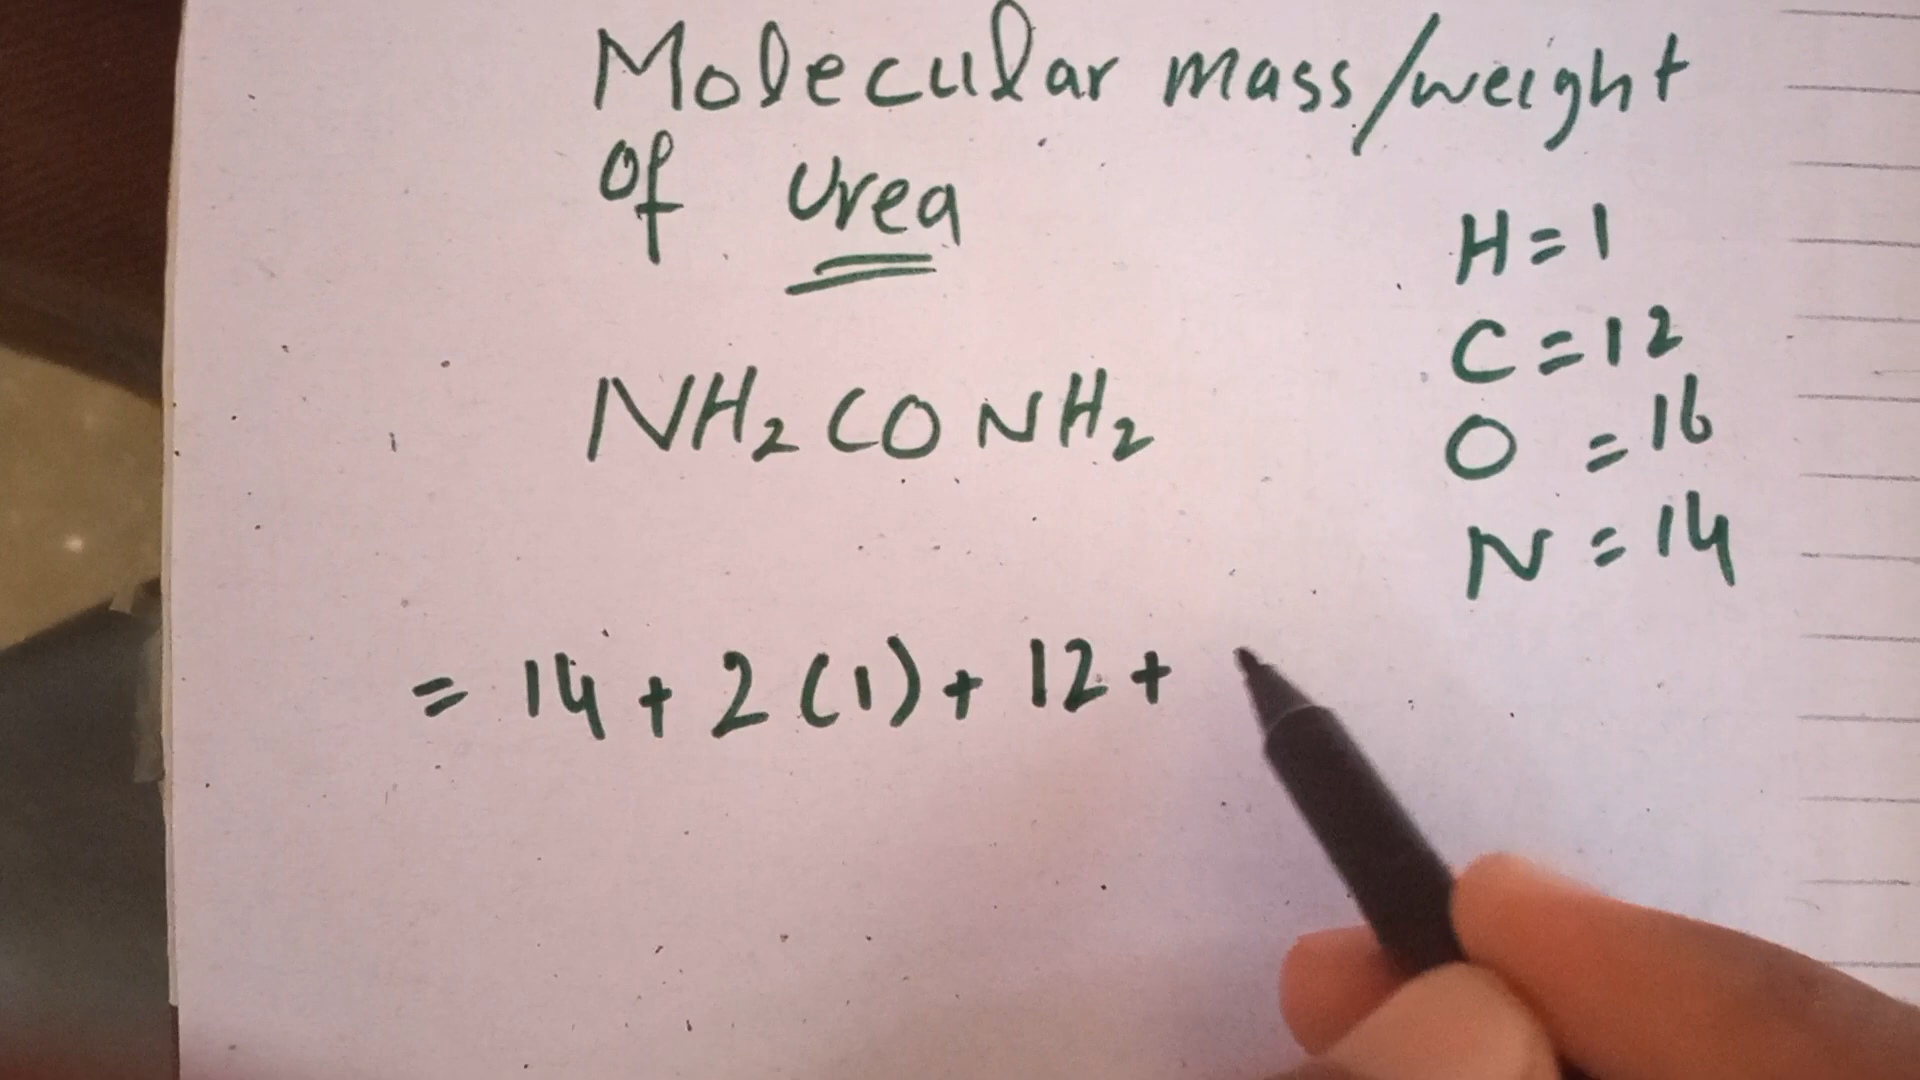 Molecular mass/weight
of urea
H=1
C=12
O=16
NH₂CONH₂
N=14
=14+2(1)+12+